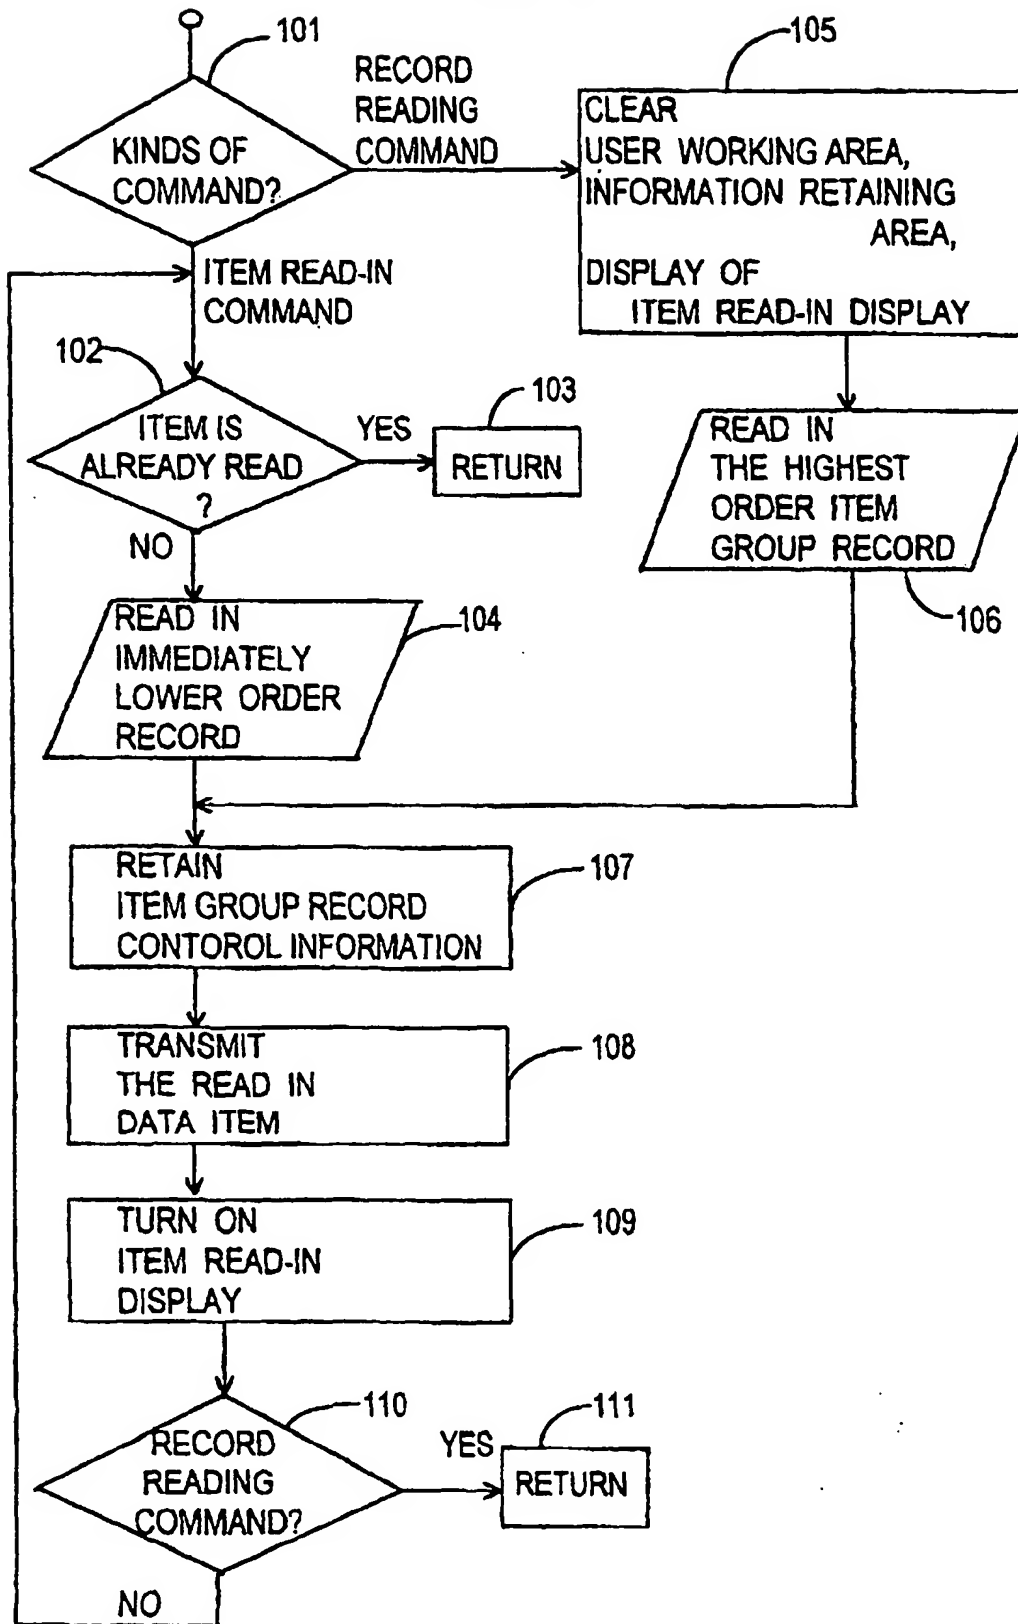 101
RECORD
READING
COMMAND
KINDS OF
COMMAND?
105
CLEAR
USER WORKING AREA,
INFORMATION RETAINING
AREA,
DISPLAY OF
ITEM READ-IN DISPLAY
ITEM READ-IN
COMMAND
102
ITEM IS
ALREADY READ
?
YES
103
RETURN
NO
READ IN
THE HIGHEST
ORDER ITEM
GROUP RECORD
106
READ IN
IMMEDIATELY
LOWER ORDER
RECORD
104
RETAIN
ITEM GROUP RECORD
CONTOROL INFORMATION
107
TRANSMIT
THE READ IN
DATA ITEM
108
TURN ON
ITEM READ-IN
DISPLAY
109
110
RECORD
READING
COMMAND?
YES
111
RETURN
NO